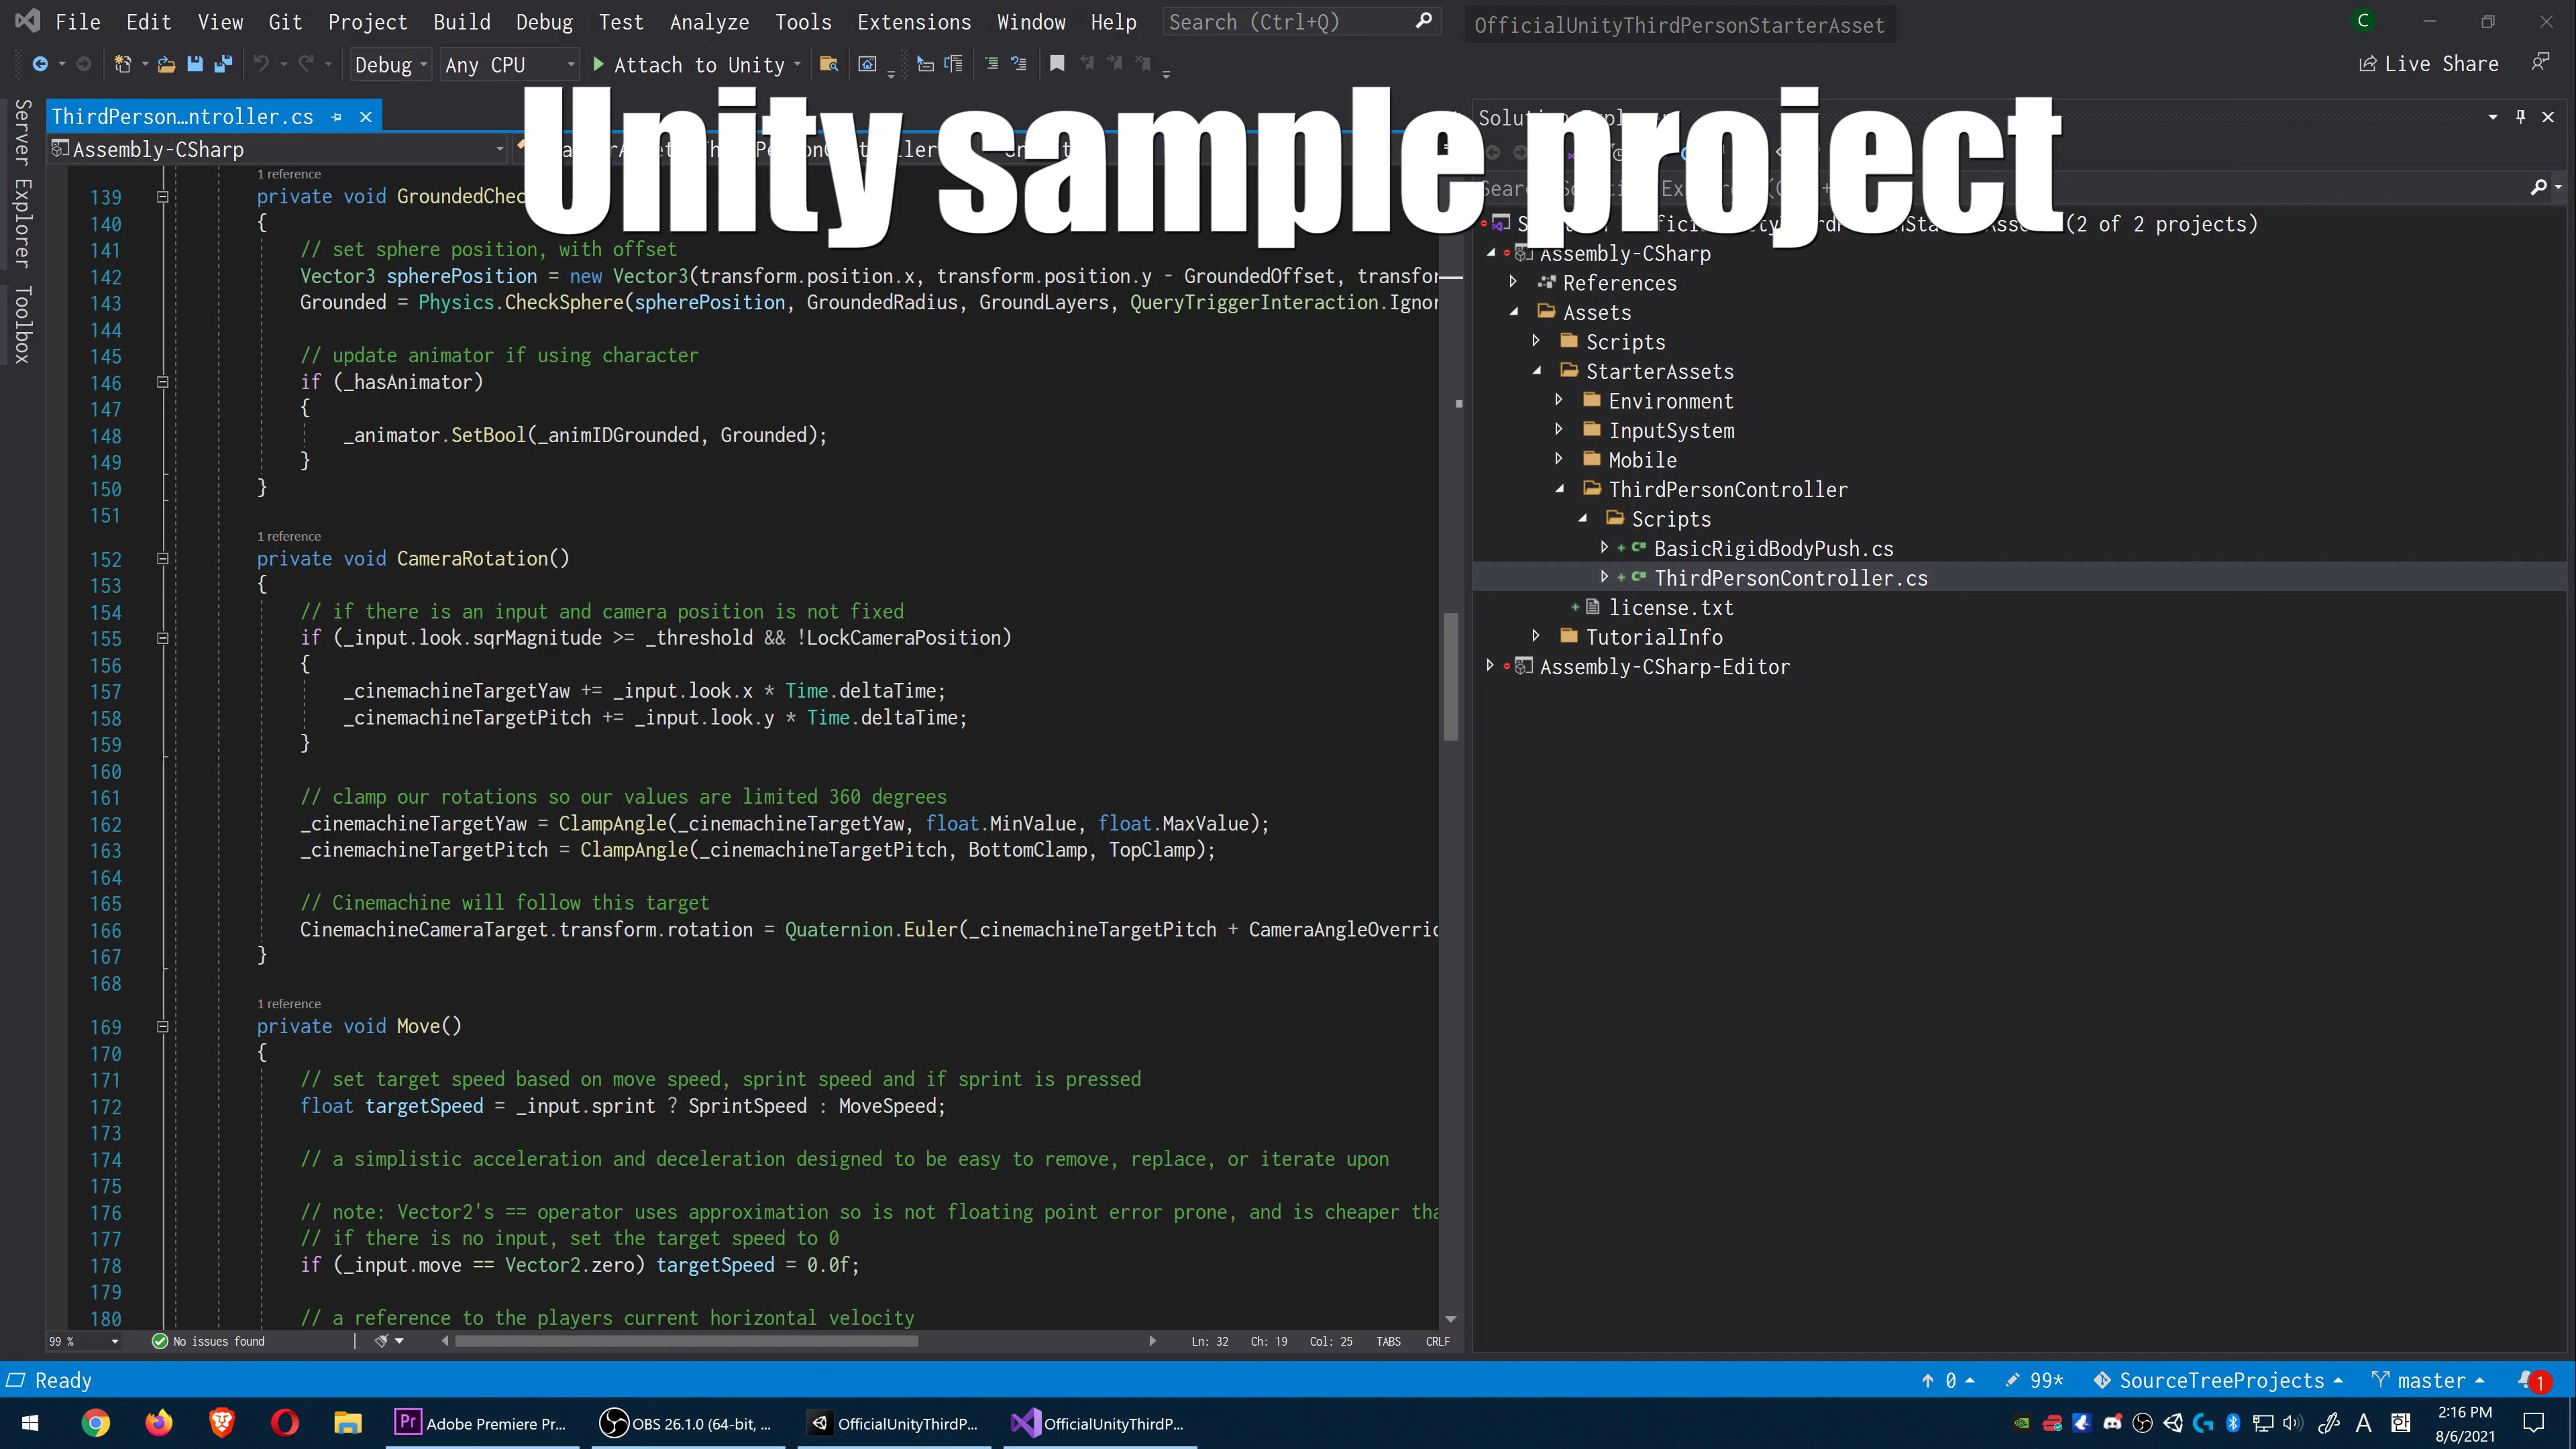 File Edit View Git Project Build Debug Test Analyze Tools Extensions Window Help Search (Ctrl+Q) OfficialUnityThirdPersonStarterAsset C
Debug Any CPU Attach to Unity Live Share
Unity sample project
Server Explorer
Toolbox
ThirdPerson...ntroller.cs
Assembly-CSharp
1 reference
139 private void GroundedChec
140 {
141 // set sphere position, with offset
142 Vector3 spherePosition = new Vector3(transform.position.x, transform.position.y - GroundedOffset, transfor
143 Grounded = Physics.CheckSphere(spherePosition, GroundedRadius, GroundLayers, QueryTriggerInteraction.Ignor
144
145 // update animator if using character
146 if (_hasAnimator)
147 {
148 _animator.SetBool(_animIDGrounded, Grounded);
149 }
150 }
151
1 reference
152 private void CameraRotation()
153 {
154 // if there is an input and camera position is not fixed
155 if (_input.look.sqrMagnitude >= _threshold && !LockCameraPosition)
156 {
157 _cinemachineTargetYaw += _input.look.x * Time.deltaTime;
158 _cinemachineTargetPitch += _input.look.y * Time.deltaTime;
159 }
160
161 // clamp our rotations so our values are limited 360 degrees
162 _cinemachineTargetYaw = ClampAngle(_cinemachineTargetYaw, float.MinValue, float.MaxValue);
163 _cinemachineTargetPitch = ClampAngle(_cinemachineTargetPitch, BottomClamp, TopClamp);
164
165 // Cinemachine will follow this target
166 CinemachineCameraTarget.transform.rotation = Quaternion.Euler(_cinemachineTargetPitch + CameraAngleOverrid
167 }
168
1 reference
169 private void Move()
170 {
171 // set target speed based on move speed, sprint speed and if sprint is pressed
172 float targetSpeed = _input.sprint ? SprintSpeed : MoveSpeed;
173
174 // a simplistic acceleration and deceleration designed to be easy to remove, replace, or iterate upon
175
176 // note: Vector2's == operator uses approximation so is not floating point error prone, and is cheaper tha
177 // if there is no input, set the target speed to 0
178 if (_input.move == Vector2.zero) targetSpeed = 0.0f;
179
180 // a reference to the players current horizontal velocity
99 % No issues found Ln: 32 Ch: 19 Col: 25 TABS CRLF
(2 of 2 projects)
Assembly-CSharp
References
Assets
Scripts
StarterAssets
Environment
InputSystem
Mobile
ThirdPersonController
Scripts
C# BasicRigidBodyPush.cs
C# ThirdPersonController.cs
license.txt
TutorialInfo
Assembly-CSharp-Editor
Ready 0 99* SourceTreeProjects master 1
Pr Adobe Premiere Pr... OBS 26.1.0 (64-bit, ... OfficialUnityThirdP... OfficialUnityThirdP... A 한 2:16 PM
8/6/2021